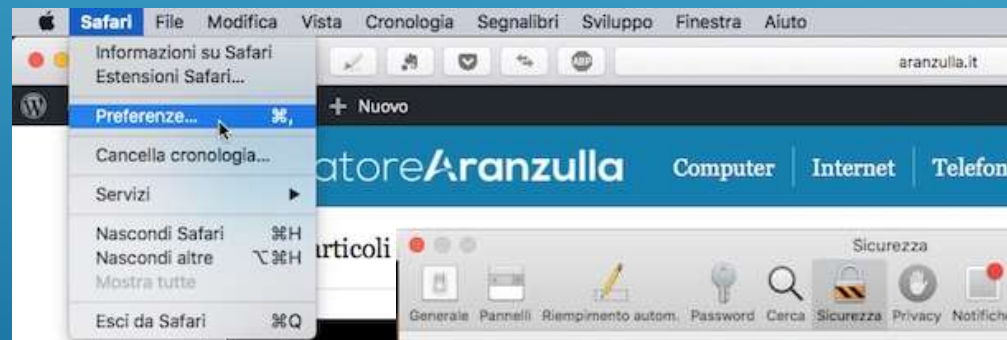 Safari File Modifica Vista Cronologia Segnalibri Sviluppo Finestra Aiuto
Informazioni su Safari
Estensioni Safari...
ABP
aranzulla.it
Preferenze... ⌘,
+ Nuovo
Cancella cronologia...
atoreAranzulla Computer Internet Telefon
Servizi
Nascondi Safari ⌘H
rticoli
Sicurezza
Nascondi altre ⌥⌘H
Mostra tutte
Esci da Safari ⌘Q
Generale Pannelli Riempimento autom. Password Cerca Sicurezza Privacy Notifiche